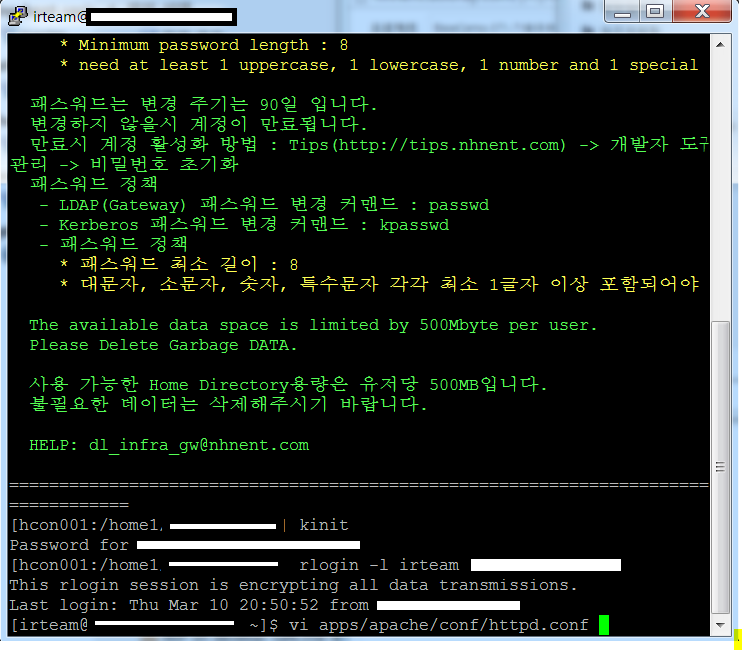 irteam@
* Minimum password length : 8
* need at least 1 uppercase, 1 lowercase, 1 number and 1 special
패스워드는 변경 주기는 90일 입니다.
변경하지 않을시 계정이 만료됩니다.
만료시 계정 활성화 방법 : Tips(http://tips.nhnent.com) -> 개발자 도구
관리 -> 비밀번호 초기화
패스워드 정책
- LDAP(Gateway) 패스워드 변경 커맨드 : passwd
- Kerberos 패스워드 변경 커맨드 : kpasswd
- 패스워드 정책
* 패스워드 최소 길이 : 8
* 대문자, 소문자, 숫자, 특수문자 각각 최소 1글자 이상 포함되어야
The available data space is limited by 500Mbyte per user.
Please Delete Garbage DATA.
사용 가능한 Home Directory용량은 유저당 500MB입니다.
불필요한 데이터는 삭제해주시기 바랍니다.
HELP: dl_infra_gw@nhnent.com
======================================================================
============
[hcon001:/home1/ | kinit
Password for
[hcon001:/home1 rlogin -l irteam
This rlogin session is encrypting all data transmissions.
Last login: Thu Mar 10 20:50:52 from
[irteam@ ~]$ vi apps/apache/conf/httpd.conf